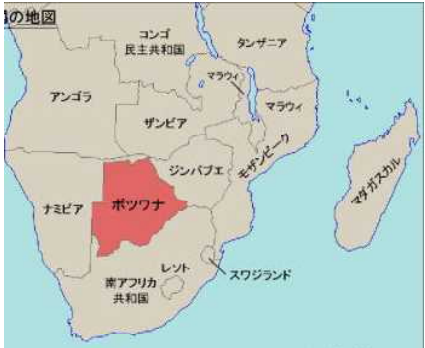 の地図
コンゴ
民主共和国
タンザニア
アンゴラ
マラウィ
マラウィ
ザンビア
モザンビーク
ジンバブエ
マダガスカル
ナミビア
ボツワナ
レソト
スワジランド
南アフリカ
共和国